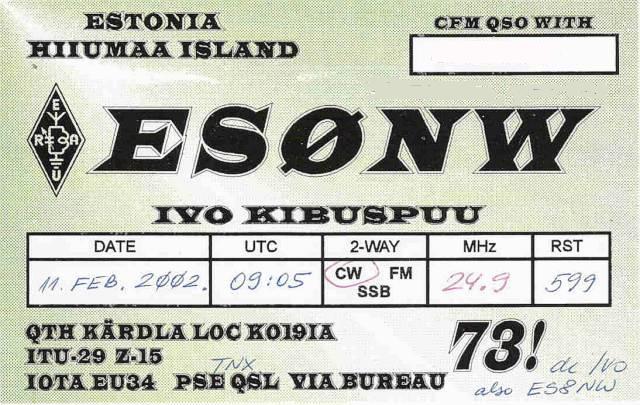 ESTONIA
HIIUMAA ISLAND
CFM QSO WITH
E
R A
Ü
ESØNW
IVO KIBUSPUU
DATE UTC 2-WAY MHz RST
11. FEB. 2002. 09:05 CW FM SSB 24.9 599
QTH KÄRDLA LOC KO19IA
ITU-29 Z-15
TNX
IOTA EU34 PSE QSL VIA BUREAU
73!
de IVO
also ES8NW